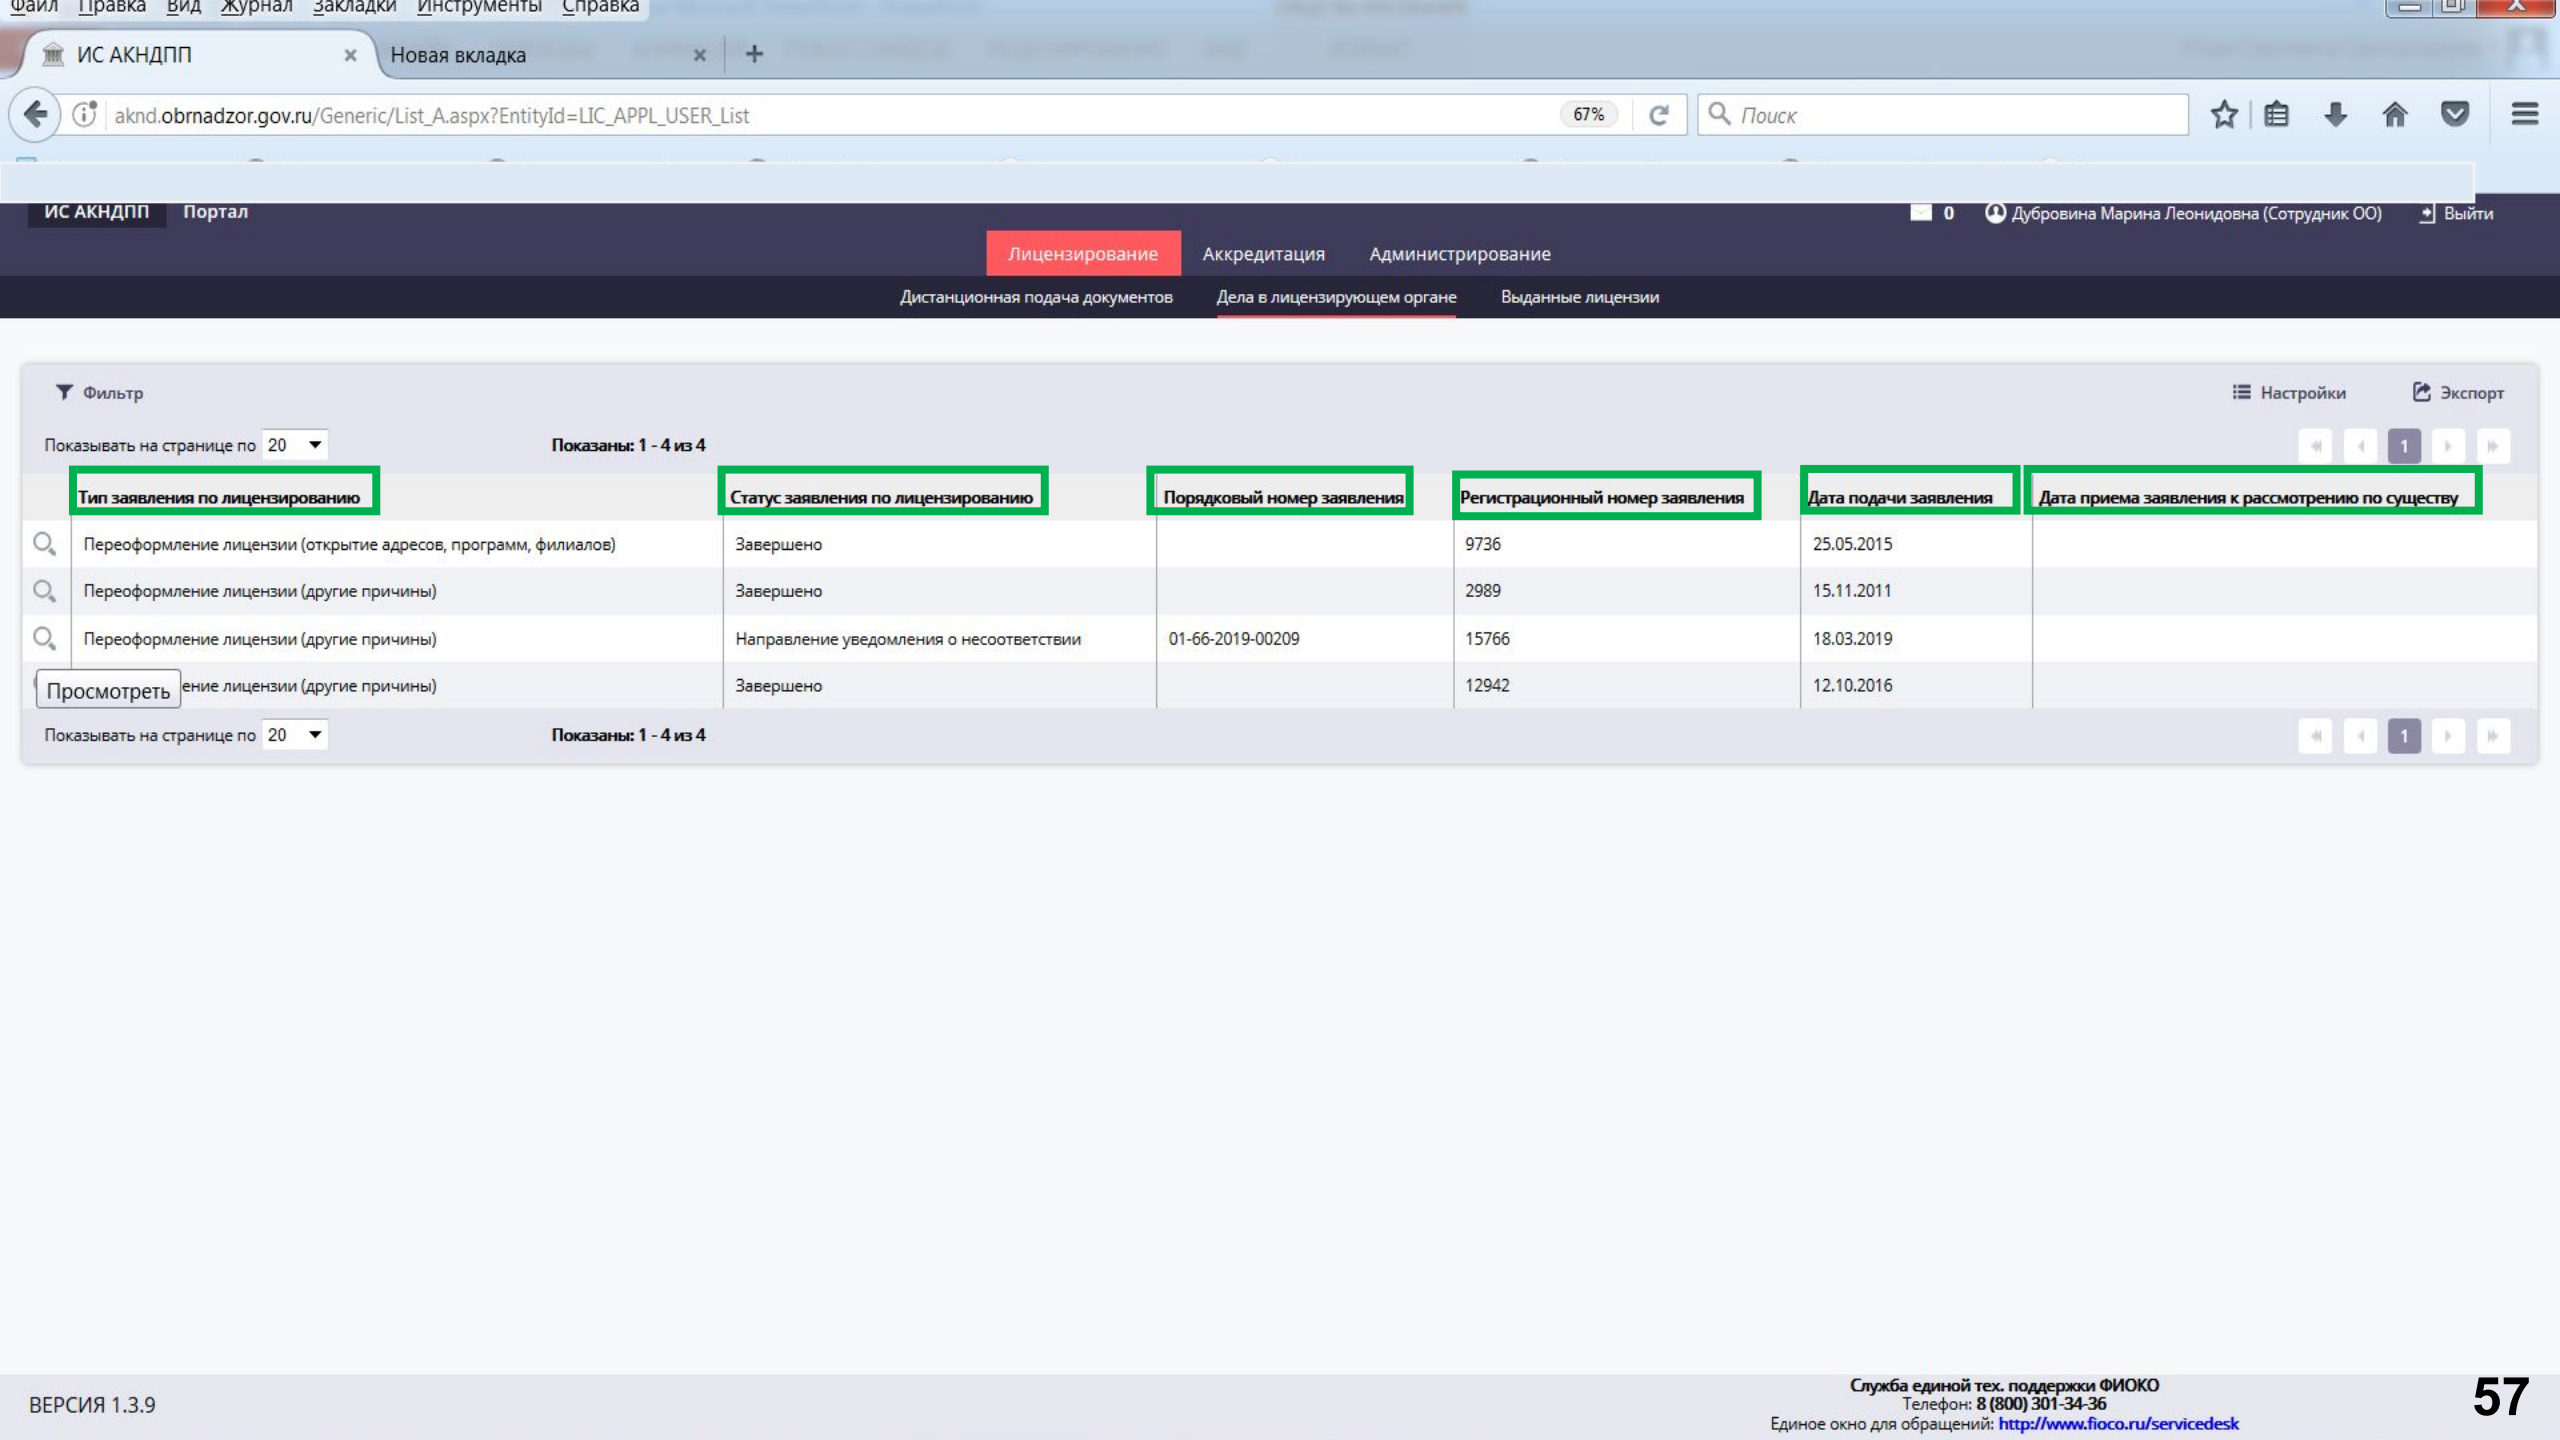 Файл Правка Вид Журнал Закладки Инструменты Справка
ИС АКНДПП Новая вкладка
aknd.obrnadzor.gov.ru/Generic/List_A.aspx?EntityId=LIC_APPL_USER_List 67% Поиск
ИС АКНДПП Портал 0 Дубровина Марина Леонидовна (Сотрудник ОО) Выйти
Лицензирование Аккредитация Администрирование
Дистанционная подача документов Дела в лицензирующем органе Выданные лицензии
Фильтр Настройки Экспорт
Показывать на странице по 20 Показаны: 1 - 4 из 4 1
Тип заявления по лицензированию Статус заявления по лицензированию Порядковый номер заявления Регистрационный номер заявления Дата подачи заявления Дата приема заявления к рассмотрению по существу
Переоформление лицензии (открытие адресов, программ, филиалов) Завершено 9736 25.05.2015
Переоформление лицензии (другие причины) Завершено 2989 15.11.2011
Переоформление лицензии (другие причины) Направление уведомления о несоответствии 01-66-2019-00209 15766 18.03.2019
Просмотреть ение лицензии (другие причины) Завершено 12942 12.10.2016
Показывать на странице по 20 Показаны: 1 - 4 из 4 1
ВЕРСИЯ 1.3.9
Служба единой тех. поддержки ФИОКО
Телефон: 8 (800) 301-34-36
Единое окно для обращений: http://www.fioco.ru/servicedesk
57